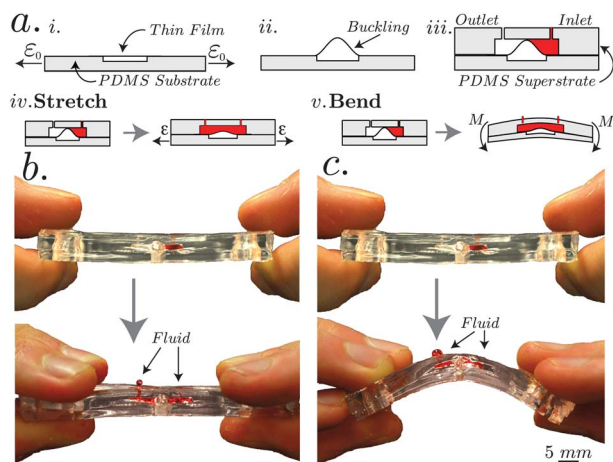 a. i.
Thin Film
ε₀
ε₀
PDMS Substrate
ii.
Buckling
iii.
Outlet
Inlet
PDMS Superstrate
iv. Stretch
ε
ε
v. Bend
M
M
b.
Fluid
c.
Fluid
5 mm